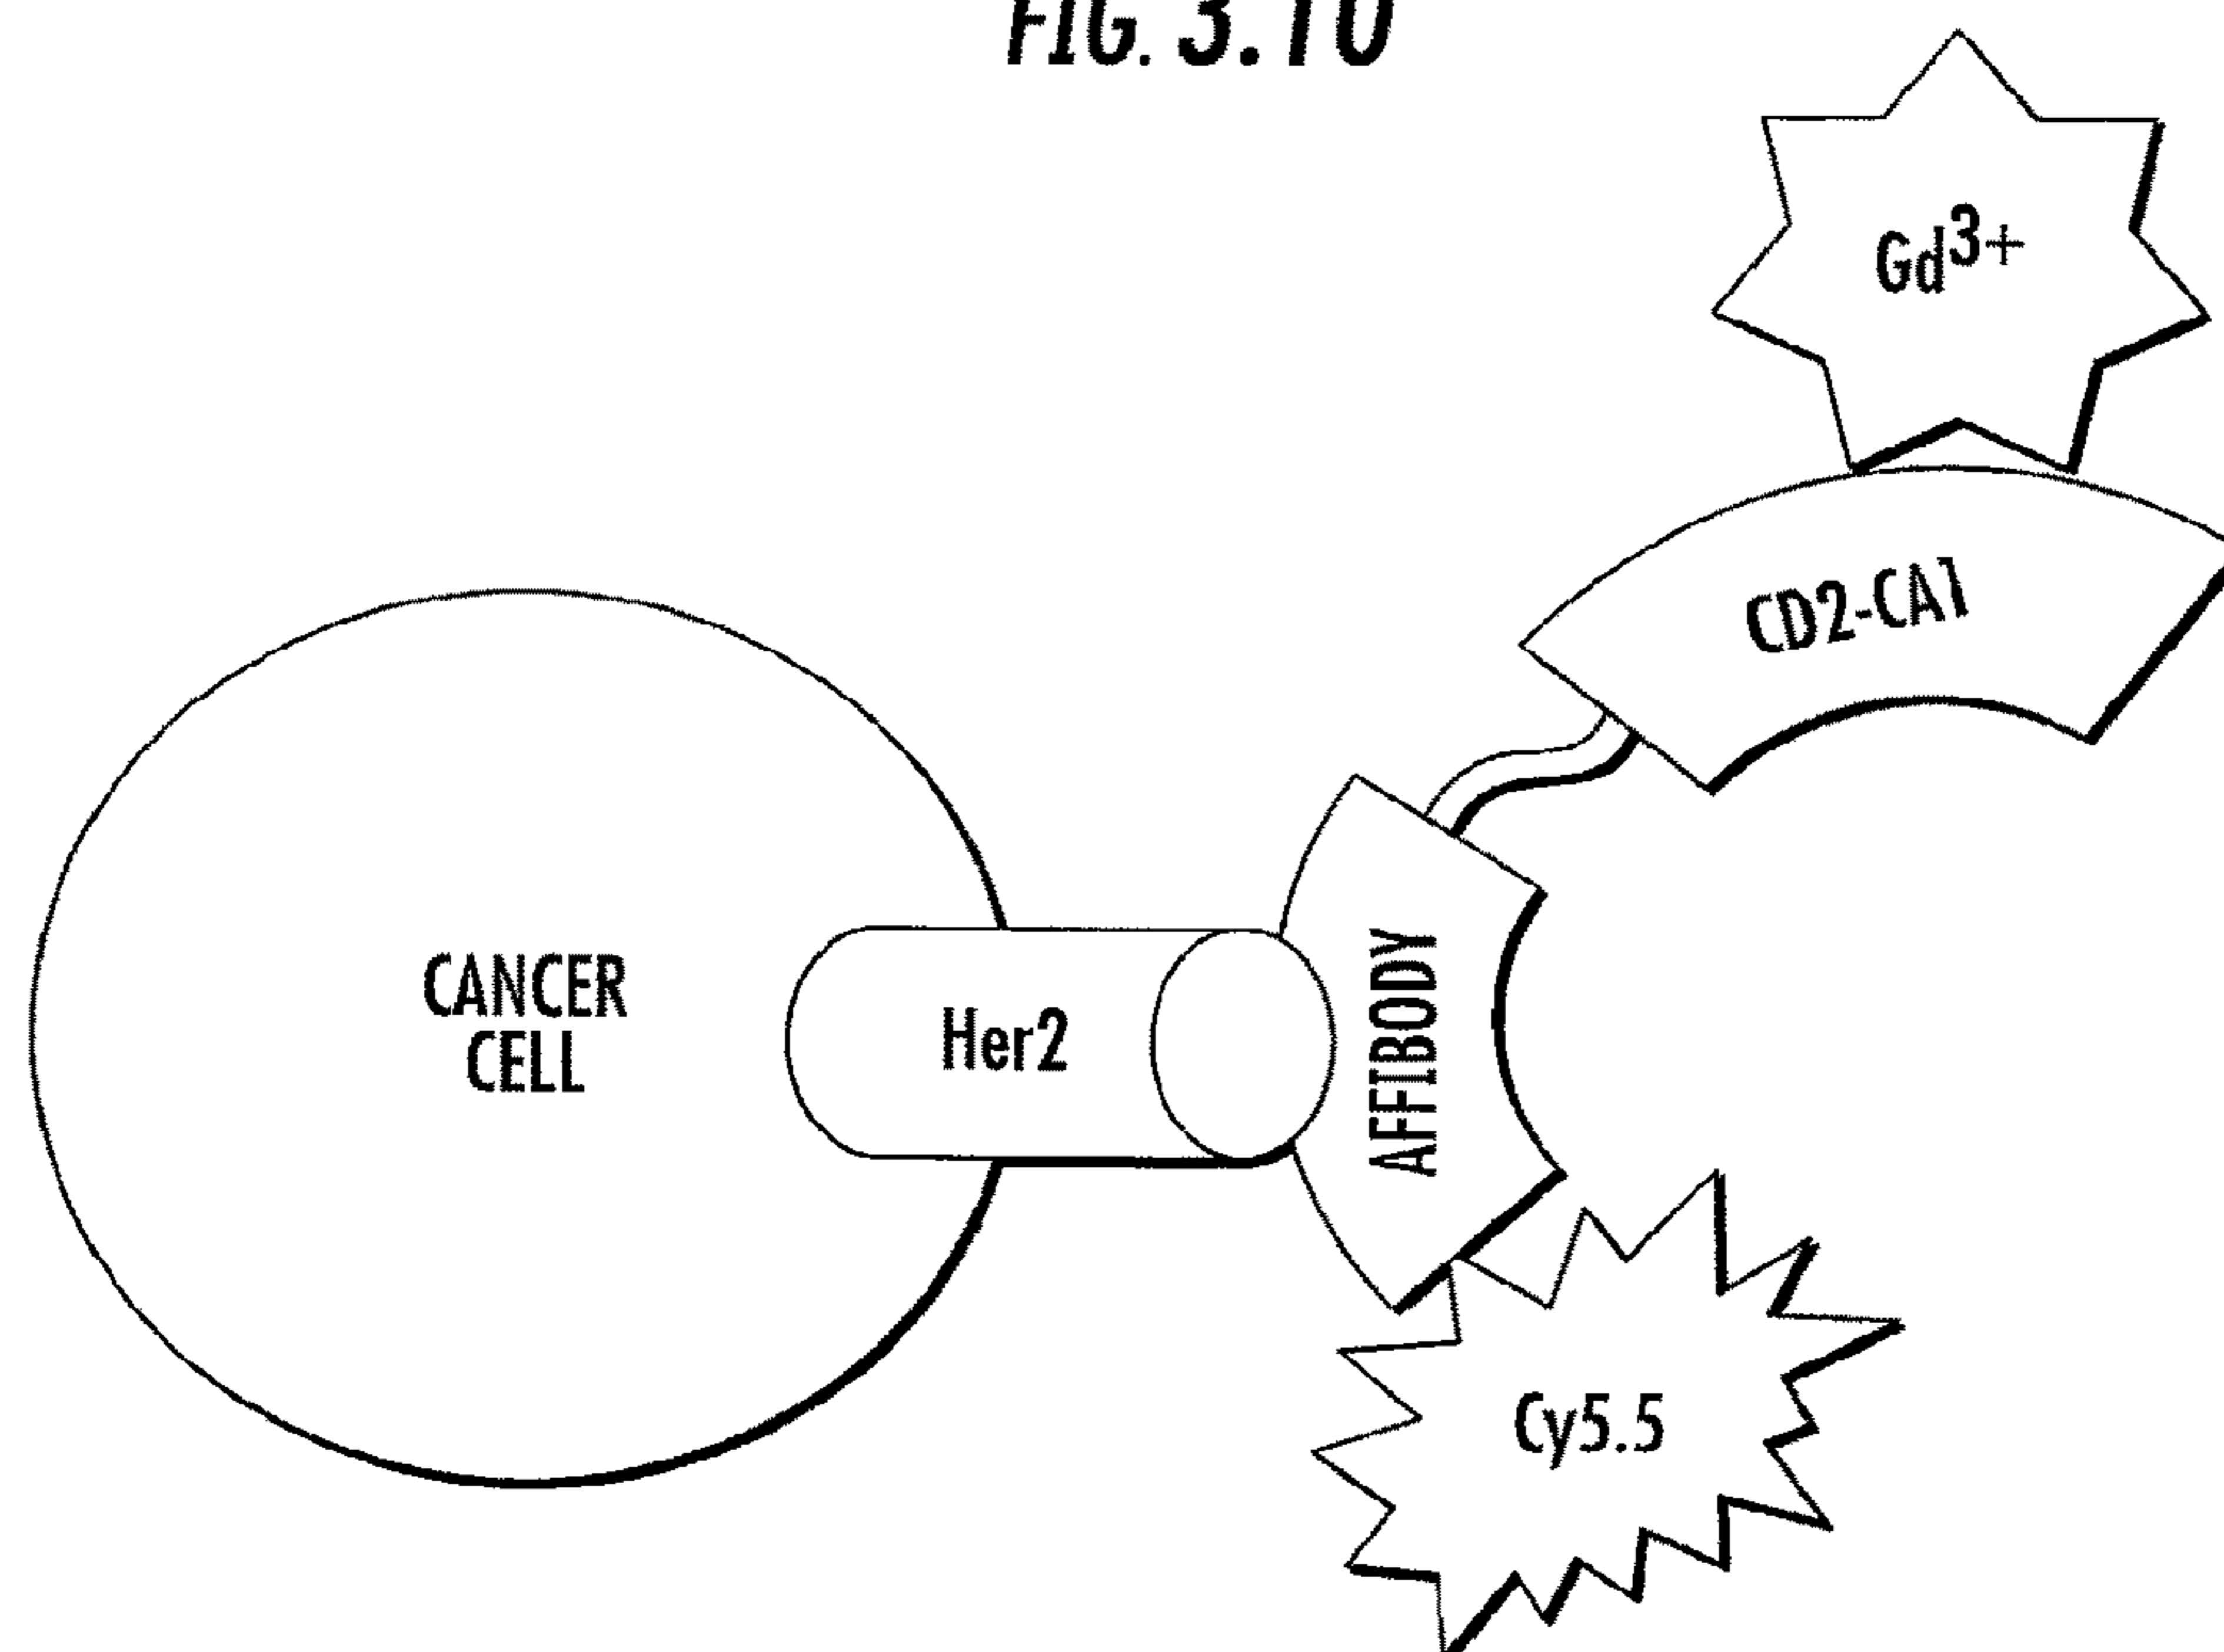 FIG. 3.10
Gd3+
CD2-CA1
CANCER
CELL
Her2
AFFIBODY
Cy5.5